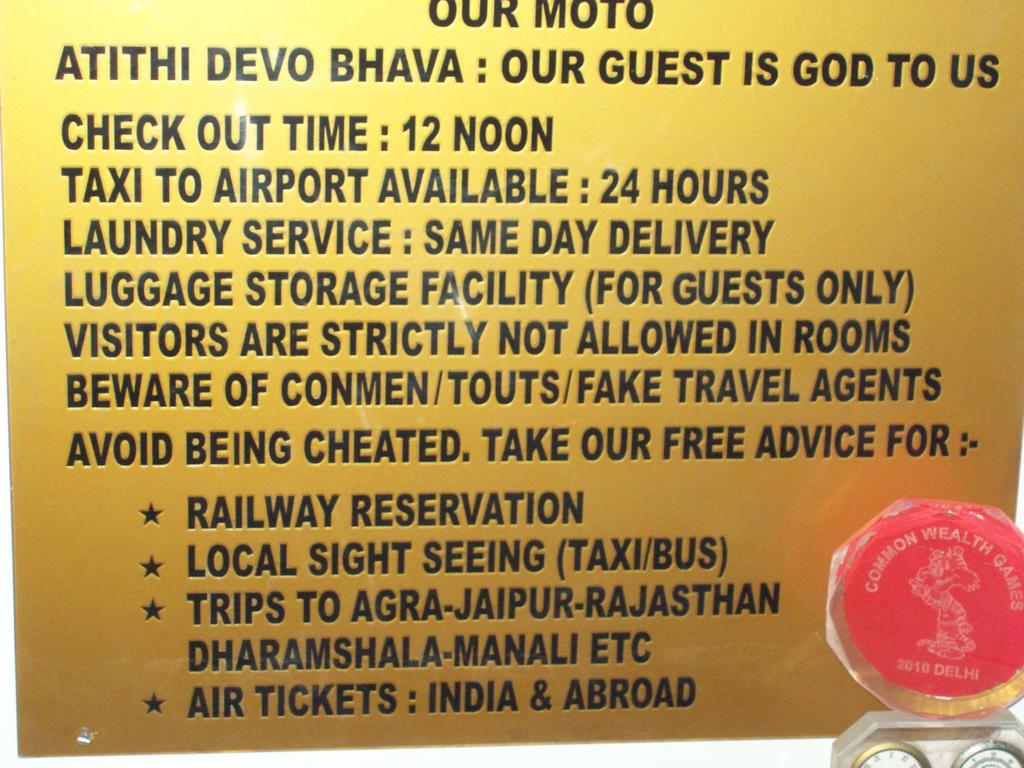 OUR MOTO
ATITHI DEVO BHAVA : OUR GUEST IS GOD TO US
CHECK OUT TIME : 12 NOON
TAXI TO AIRPORT AVAILABLE : 24 HOURS
LAUNDRY SERVICE : SAME DAY DELIVERY
LUGGAGE STORAGE FACILITY (FOR GUESTS ONLY)
VISITORS ARE STRICTLY NOT ALLOWED IN ROOMS
BEWARE OF CONMEN/TOUTS/FAKE TRAVEL AGENTS
AVOID BEING CHEATED. TAKE OUR FREE ADVICE FOR :-
★ RAILWAY RESERVATION
★ LOCAL SIGHT SEEING (TAXI/BUS)
★ TRIPS TO AGRA-JAIPUR-RAJASTHAN
DHARAMSHALA-MANALI ETC
★ AIR TICKETS : INDIA & ABROAD
COMMON WEALTH GAMES
2010 DELHI